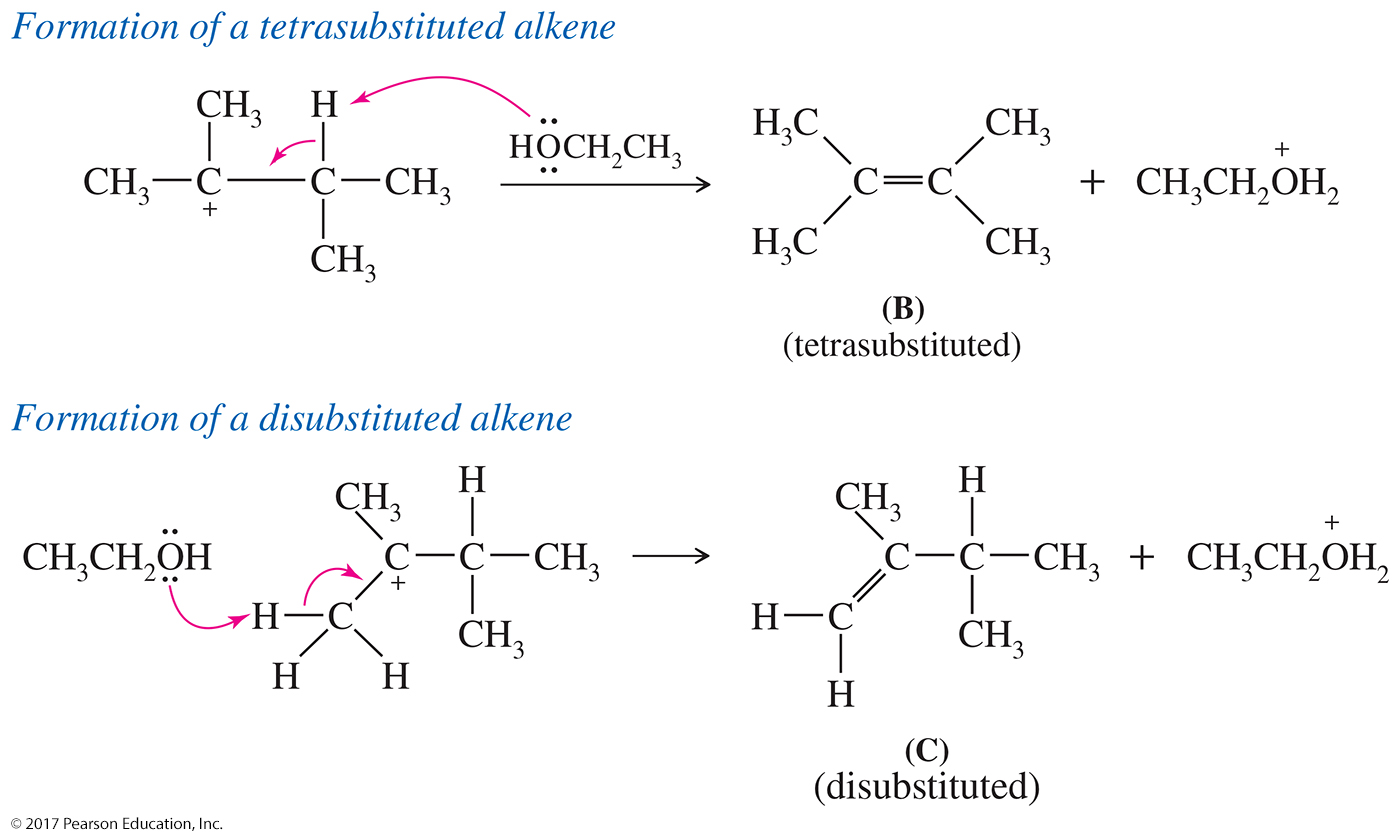 Formation of a tetrasubstituted alkene
CH₃ H
HÖCH₂CH₃
CH₃—C—C—CH₃
+
CH₃
H₃C CH₃
C=C
H₃C CH₃
+ CH₃CH₂OH₂
+
(B)
(tetrasubstituted)
Formation of a disubstituted alkene
CH₃CH₂ÖH
CH₃ H
C—C—CH₃
+
H—C CH₃
H H
CH₃ H
C—C—CH₃
H—C CH₃
H
+ CH₃CH₂OH₂
+
(C)
(disubstituted)
© 2017 Pearson Education, Inc.